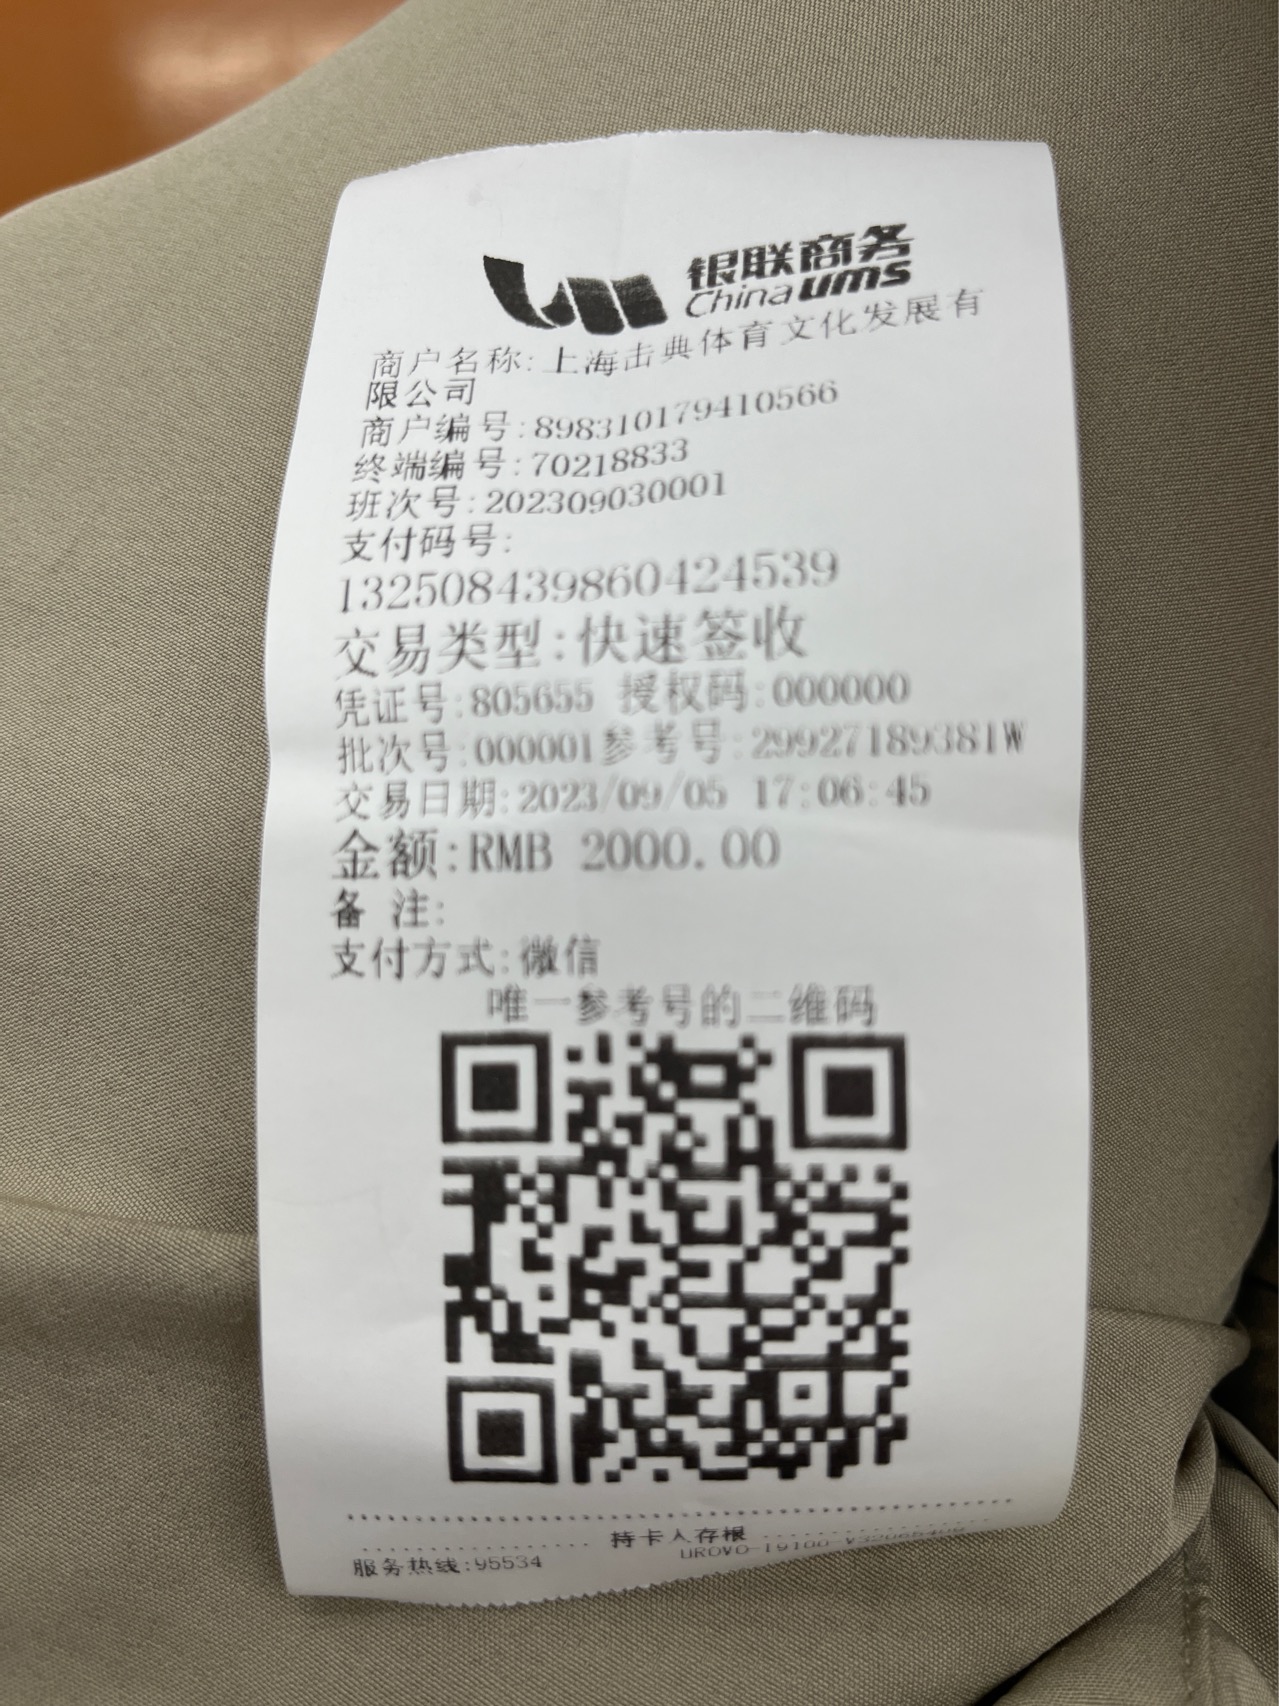 银联商务
China ums
商户名称:上海击典体育文化发展有
限公司
商户编号:898310179410566
终端编号:70218833
班次号:202309030001
支付码号:
132508439860424539
交易类型:快速签收
凭证号:805655 授权码:000000
批次号:000001参考号:29927189381W
交易日期:2023/09/05 17:06:45
金额:RMB 2000.00
备 注:
支付方式:微信
唯一参考号的二维码
持卡人存根
服务热线:95534